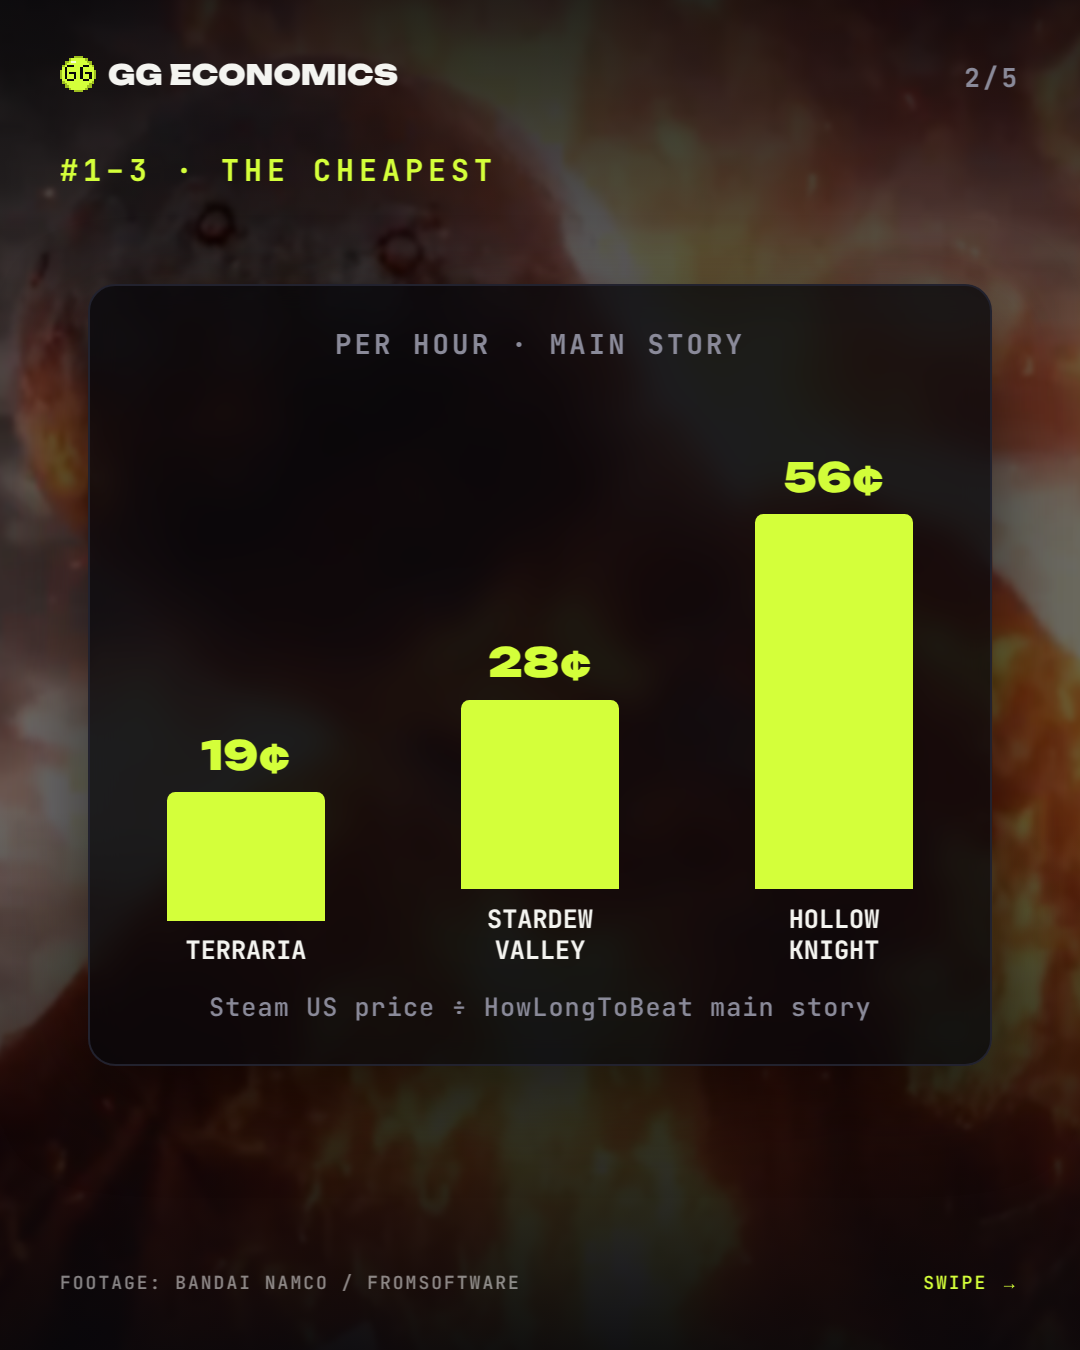 GG GG ECONOMICS
2/5
#1–3 · THE CHEAPEST
PER HOUR · MAIN STORY
56¢
28¢
19¢
TERRARIA
STARDEW
VALLEY
HOLLOW
KNIGHT
Steam US price ÷ HowLongToBeat main story
FOOTAGE: BANDAI NAMCO / FROMSOFTWARE
SWIPE →